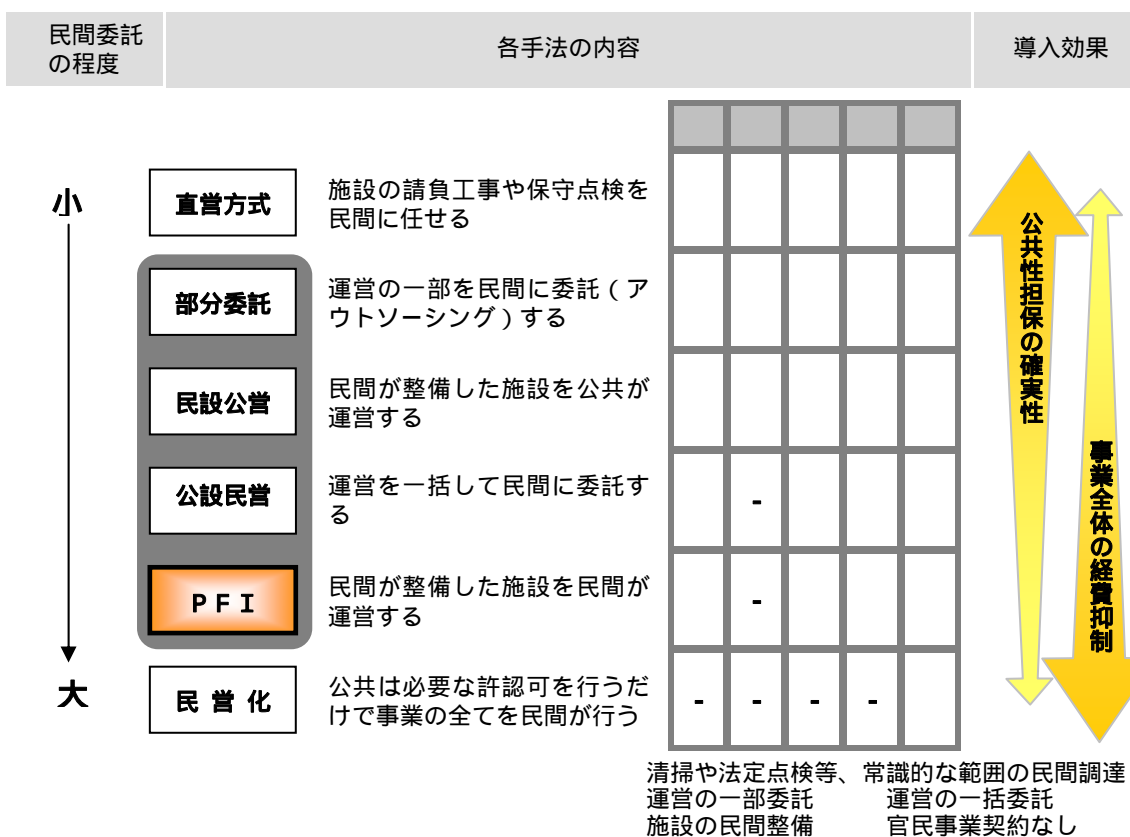 民間委託
の程度
各手法の内容
導入効果
小
直営方式
施設の請負工事や保守点検を
民間に任せる
部分委託
運営の一部を民間に委託（ア
ウトソーシング）する
民設公営
民間が整備した施設を公共が
運営する
公設民営
運営を一括して民間に委託す
る
-
ＰＦＩ
民間が整備した施設を民間が
運営する
-
大
民 営 化
公共は必要な許認可を行うだ
けで事業の全てを民間が行う
- - - -
公共性担保の確実性
事業全体の経費抑制
清掃や法定点検等、常識的な範囲の民間調達
運営の一部委託 運営の一括委託
施設の民間整備 官民事業契約なし